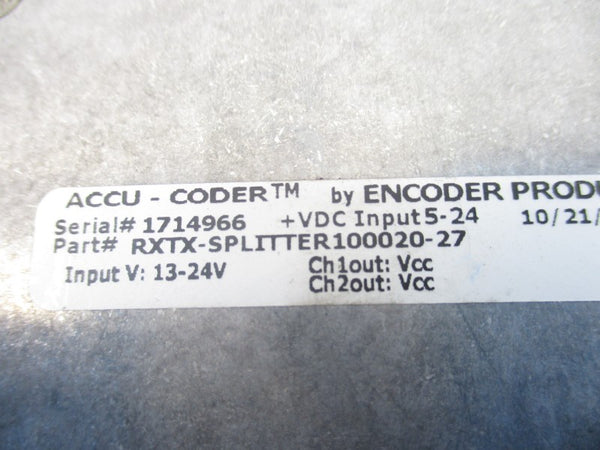 ACCU - CODER™ by ENCODER PRODU
Serial# 1714966 +VDC Input 5-24 10/21/
Part# RXTX-SPLITTER100020-27
Input V: 13-24V Ch1out: Vcc
Ch2out: Vcc